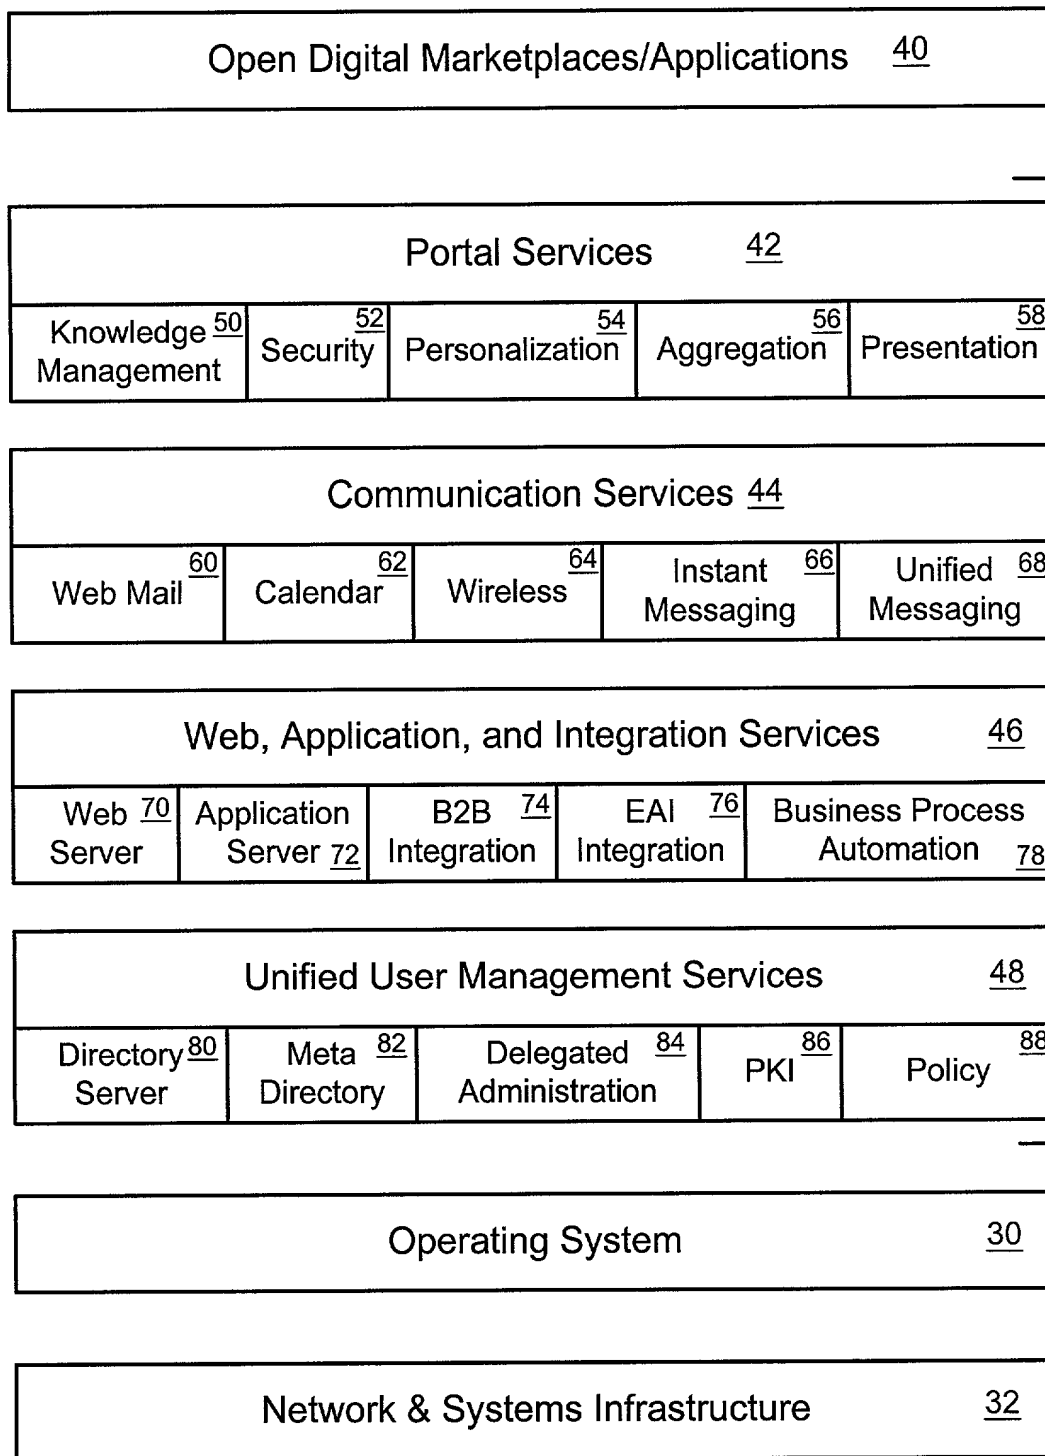 Open Digital Marketplaces/Applications 40
Portal Services 42
Knowledge 50
Management
Security 52
Personalization 54
Aggregation 56
Presentation 58
Communication Services 44
Web Mail 60
Calendar 62
Wireless 64
Instant 66
Messaging
Unified 68
Messaging
Web, Application, and Integration Services 46
Web 70
Server
Application
Server 72
B2B 74
Integration
EAI 76
Integration
Business Process
Automation 78
Unified User Management Services 48
Directory 80
Server
Meta 82
Directory
Delegated 84
Administration
PKI 86
Policy 88
Operating System 30
Network & Systems Infrastructure 32